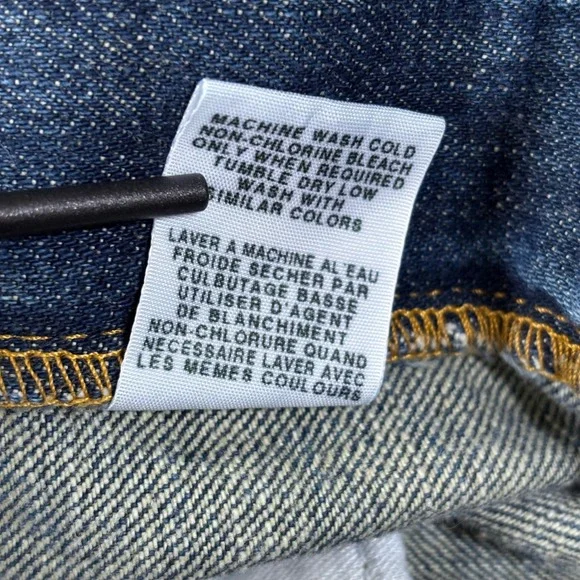 MACHINE WASH COLD
NON-CHLORINE BLEACH
ONLY WHEN REQUIRED
TUMBLE DRY LOW
WASH WITH
SIMILAR COLORS
LAVER A MACHINE AL'EAU
FROIDE SECHER PAR
CULBUTAGE BASSE
UTILISER D'AGENT
DE BLANCHIMENT
NON-CHLORURE QUAND
NECESSAIRE LAVER AVEC
LES MEMES COULOURS